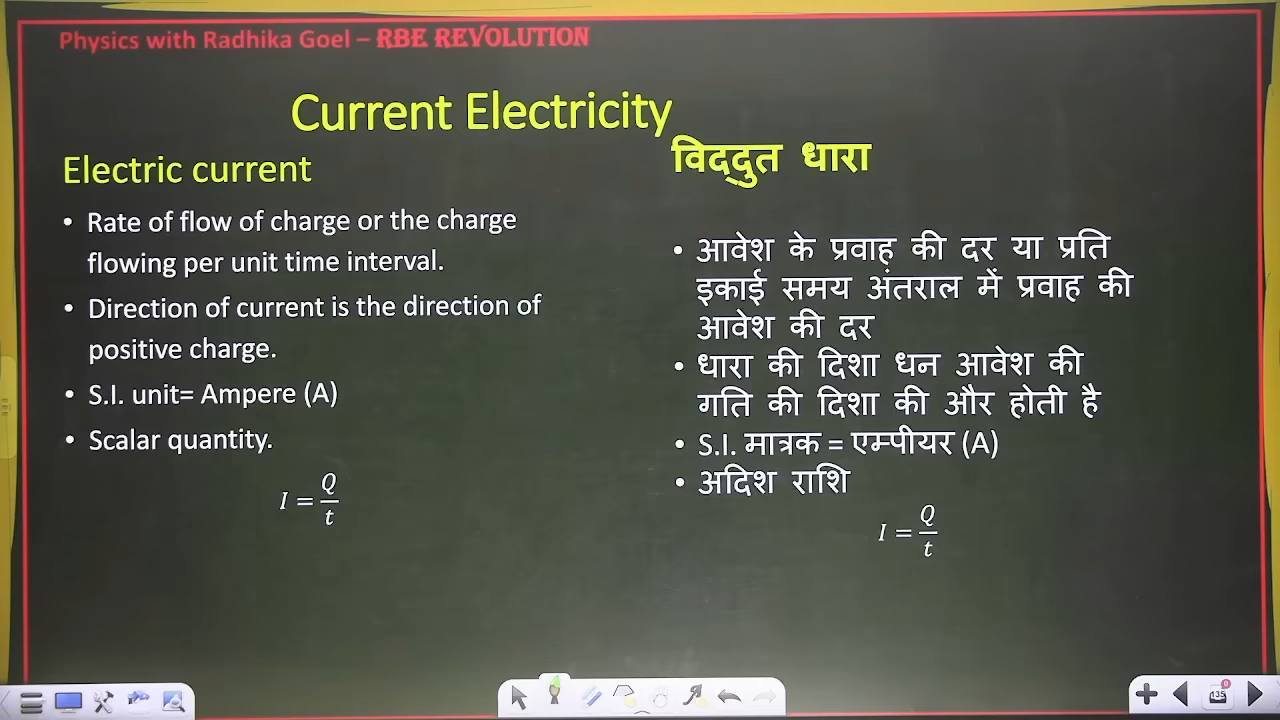 Physics with Radhika Goel – RBE REVOLUTION
Current Electricity
Electric current
• Rate of flow of charge or the charge
flowing per unit time interval.
• Direction of current is the direction of
positive charge.
• S.I. unit= Ampere (A)
• Scalar quantity.
I = Q/t
विद्दुत धारा
• आवेश के प्रवाह की दर या प्रति
इकाई समय अंतराल में प्रवाह की
आवेश की दर
• धारा की दिशा धन आवेश की
गति की दिशा की और होती है
• S.I. मात्रक = एम्पीयर (A)
• अदिश राशि
I = Q/t
135